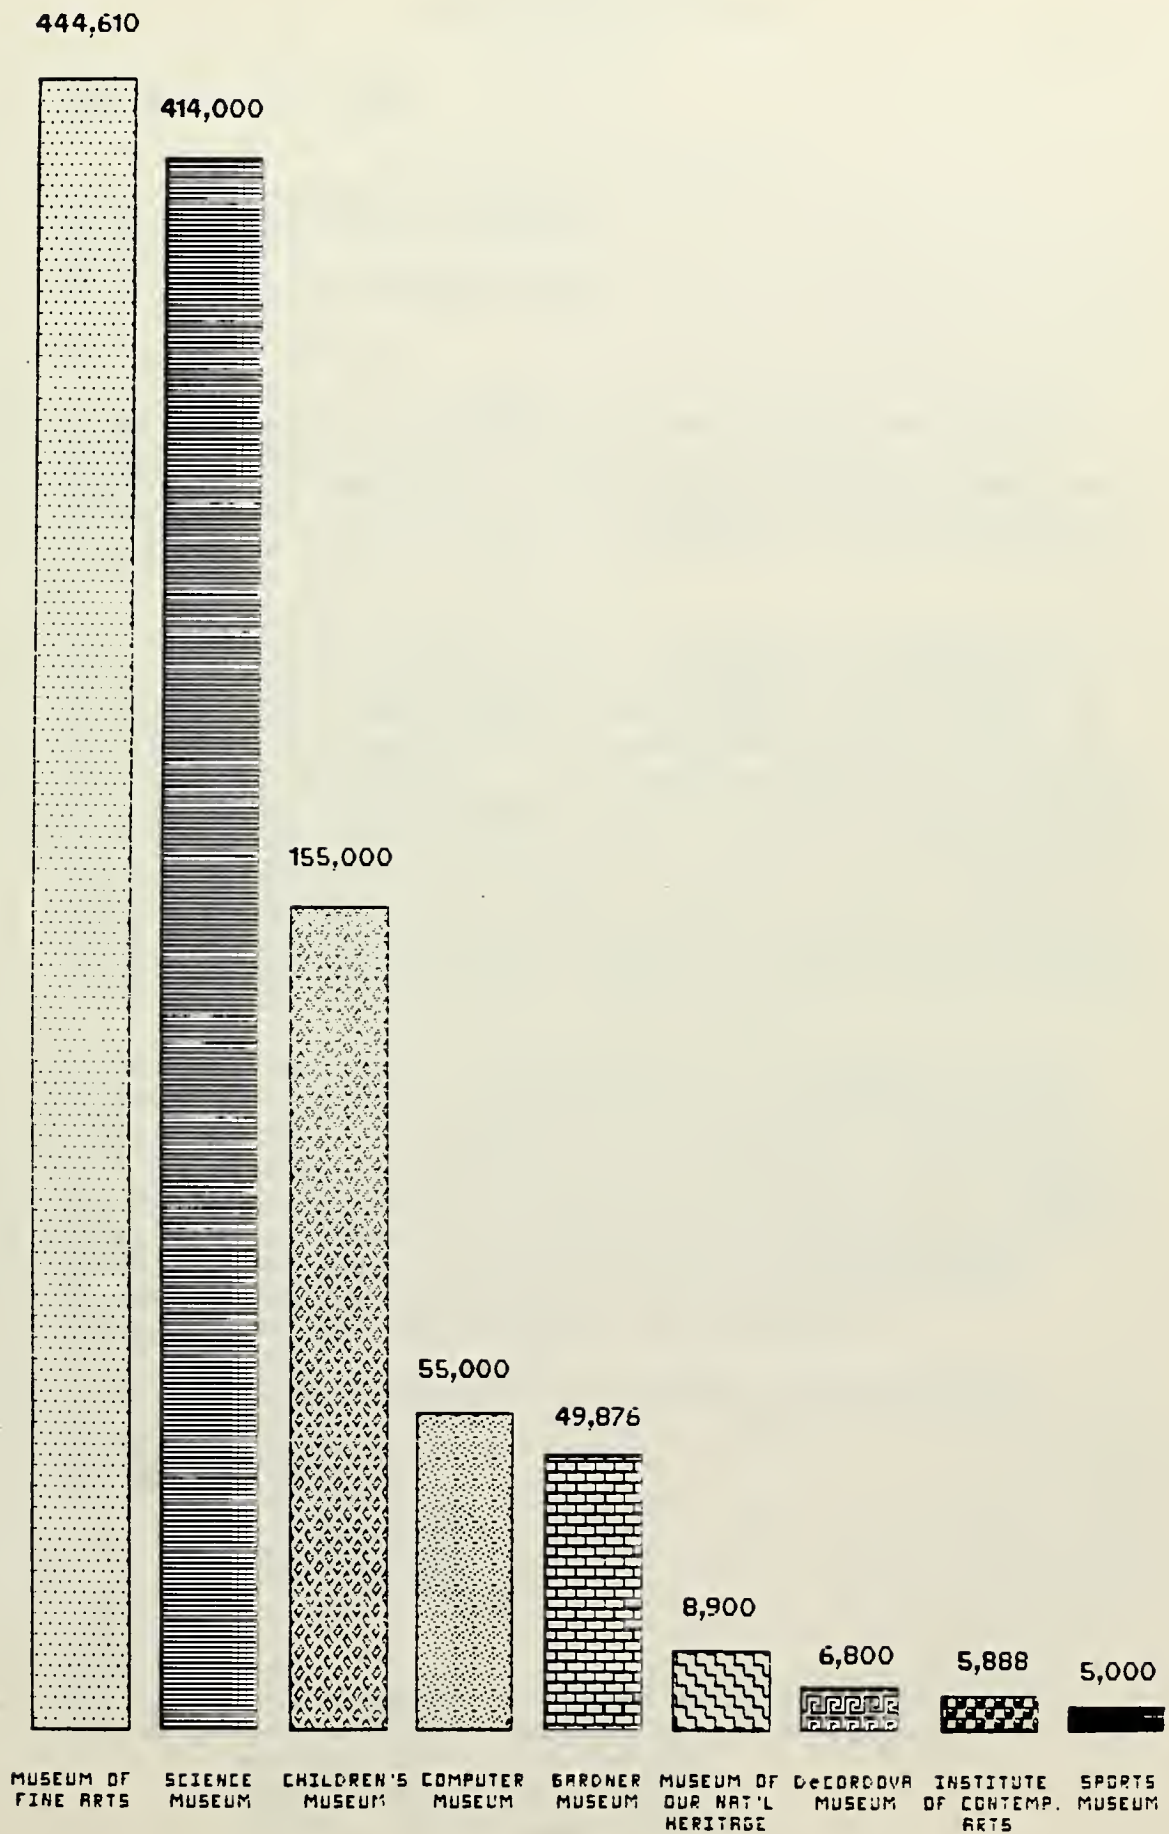 444,610
414,000
155,000
55,000
49,876
8,900
6,800
5,888
5,000
MUSEUM OF
FINE ARTS
SCIENCE
MUSEUM
CHILDREN'S
MUSEUM
COMPUTER
MUSEUM
GARDNER
MUSEUM
MUSEUM OF
OUR NAT'L
HERITAGE
DeCORDOVA
MUSEUM
INSTITUTE
OF CONTEMP.
ARTS
SPORTS
MUSEUM